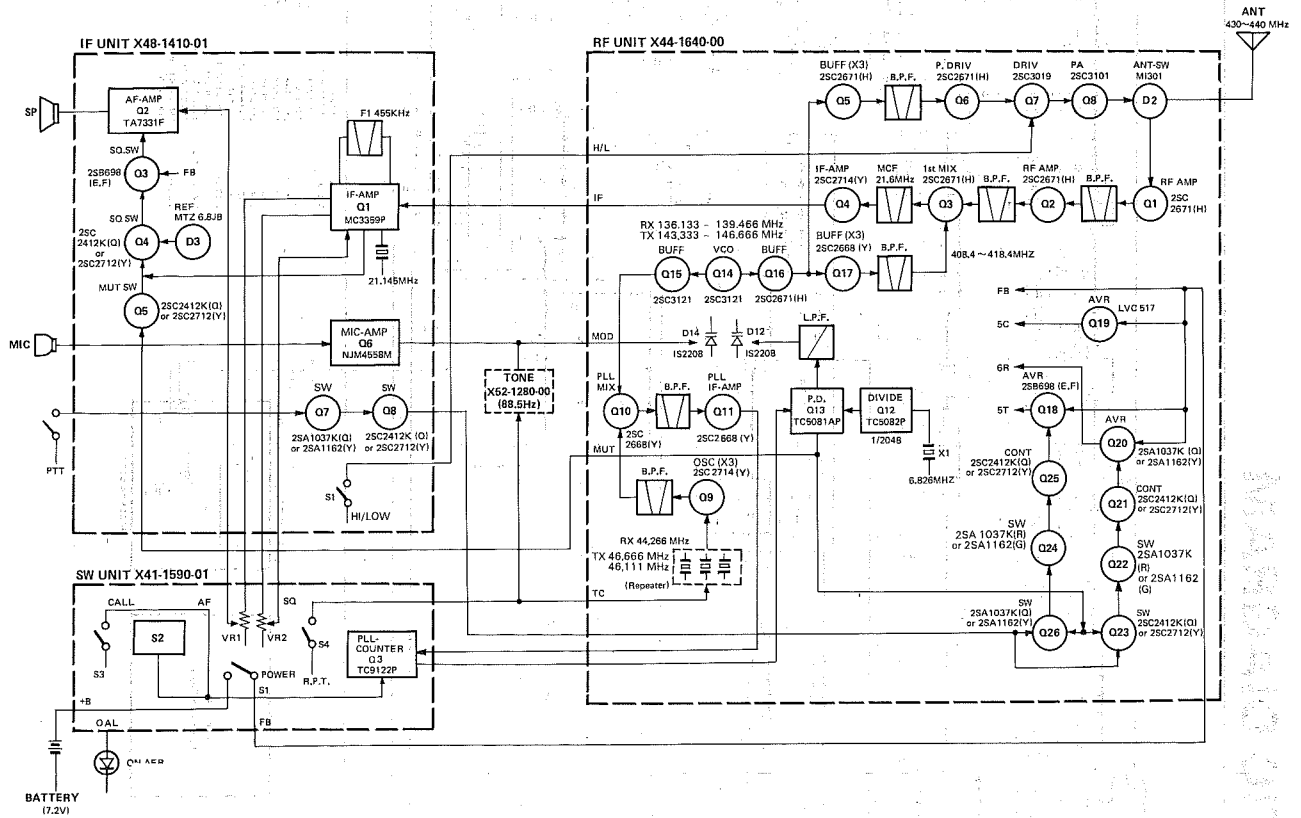 ANT
430~440 MHz
IF UNIT X48-1410-01
SP
AF-AMP
Q2
TA7331F
F1 455KHz
SQ.SW
2SB698
(E.F)
Q3
FB
IF-AMP
Q1
MC3359P
SQ SW
REF
MTZ 6.8JB
2SC
2412K(Q)
or
2SC2712(Y)
Q4
D3
21.145MHz
MUT SW
Q5
2SC2412K(Q)
or 2SC2712(Y)
MIC
MIC-AMP
Q6
NJM4558M
TONE
X52-1280-00
(88.5Hz)
SW
Q7
2SA1037K(Q)
or 2SA1162(Y)
SW
Q8
2SC2412K (Q)
or 2SC2712(Y)
PTT
S1
HI/LOW
H/L
IF
MOD
MUT
TC
RF UNIT X44-1640-00
BUFF (X3)
2SC2671(H)
Q5
B.P.F.
P. DRIV
2SC2671(H)
Q6
DRIV
2SC3019
Q7
PA
2SC3101
Q8
ANT-SW
MI301
D2
IF-AMP
2SC2714(Y)
Q4
MCF
21.6MHz
1st MIX
2SC2671(H)
Q3
B.P.F.
RF AMP
2SC2671(H)
Q2
B.P.F.
RF AMP
Q1
2SC
2671(H)
RX 136.133 - 139.466 MHz
TX 143,333 - 146.666 MHz
BUFF
Q15
2SC3121
VCO
Q14
2SC3121
BUFF
Q16
2SC2671(H)
BUFF (X3)
2SC2668 (Y)
Q17
B.P.F.
408.4~418.4MHZ
FB
5C
AVR
LVC 517
Q19
6R
AVR
2SB698 (E.F)
5T
Q18
AVR
Q20
2SA1037K (Q)
or 2SA1162(Y)
D14
IS2208
D12
IS2208
L.P.F.
PLL
MIX
Q10
2SC
2668(Y)
B.P.F.
PLL
IF-AMP
Q11
2SC2668 (Y)
P.D.
Q13
TC5081AP
DIVIDE
Q12
TC5082P
1/2048
X1
6.826MHZ
B.P.F.
OSC (X3)
2SC2714 (Y)
Q9
RX 44,266 MHz
TX 46,666 MHz
46,111 MHz
(Repeater)
CONT
2SC2412K(Q)
or 2SC2712(Y)
Q25
CONT
2SC2412K(Q)
or 2SC2712(Y)
Q21
SW
2SA 1037K(R)
or 2SA1162(G)
Q24
SW
2SA1037K
(R)
or 2SA1162
(G)
Q22
SW
2SA1037K(Q)
or 2SA1162(Y)
Q26
SW
2SC2412K(Q)
or 2SC2712(Y)
Q23
SW UNIT X41-1590-01
CALL
AF
SQ
S3
S2
VR1
VR2
S4
R.P.T.
PLL-
COUNTER
Q3
TC9122P
POWER
S1
+B
OAL
FB
BATTERY
(7.2V)